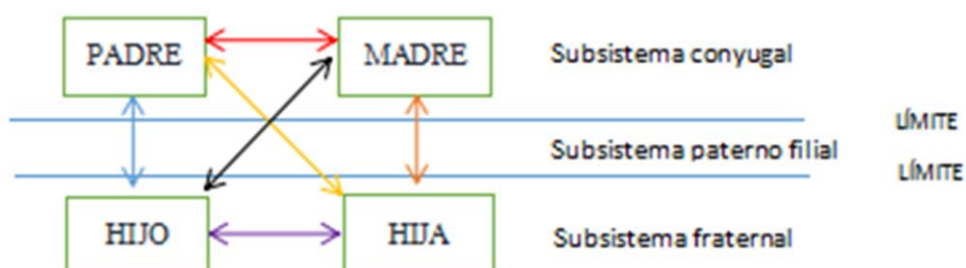 PADRE
MADRE
Subsistema conyugal
LÍMITE
Subsistema paterno filial
LÍMITE
HIJO
HIJA
Subsistema fraternal